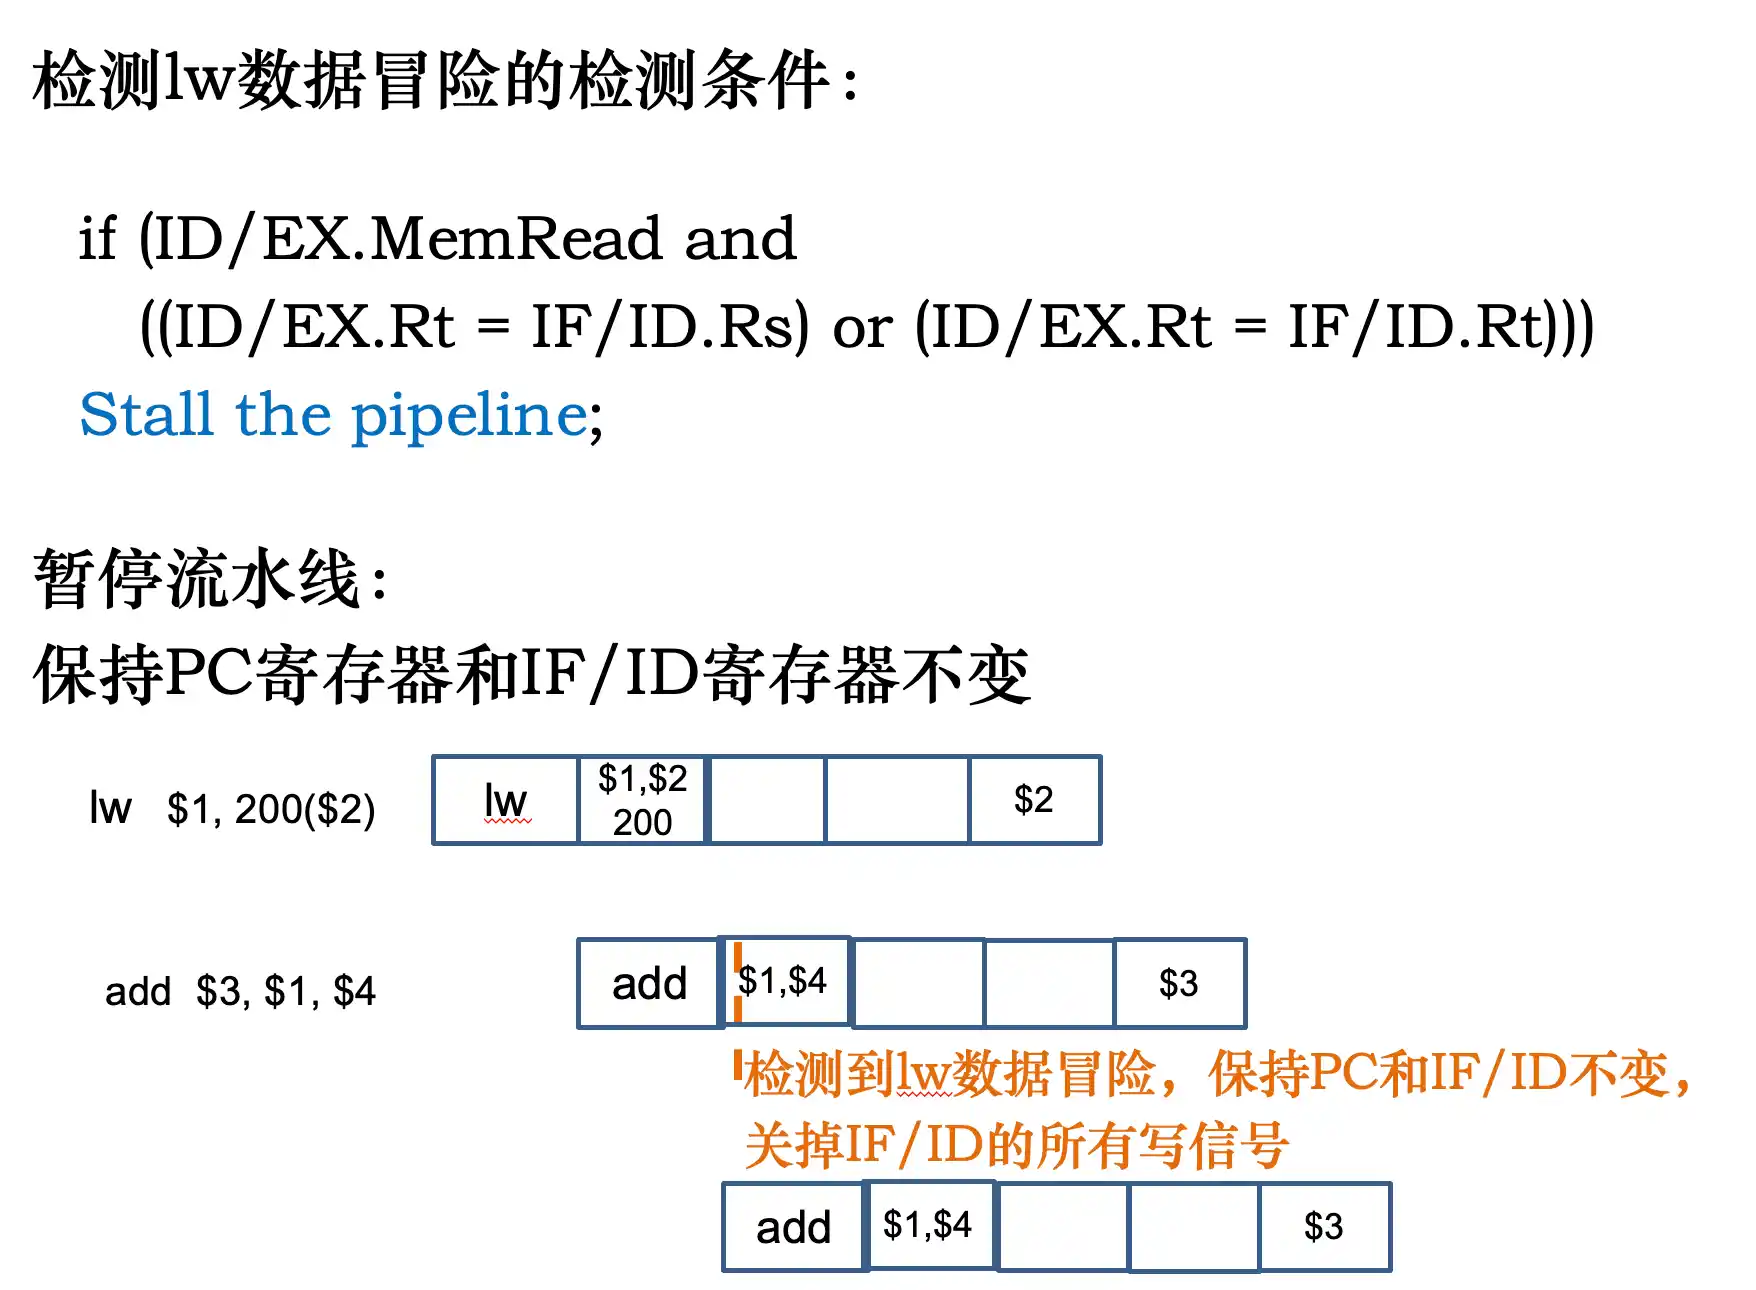 检测lw数据冒险的检测条件：
if (ID/EX.MemRead and
((ID/EX.Rt = IF/ID.Rs) or (ID/EX.Rt = IF/ID.Rt)))
Stall the pipeline;
暂停流水线：
保持PC寄存器和IF/ID寄存器不变
lw $1, 200($2)
lw
$1,$2
200
$2
add $3, $1, $4
add
$1,$4
$3
检测到lw数据冒险，保持PC和IF/ID不变，
关掉IF/ID的所有写信号
add
$1,$4
$3